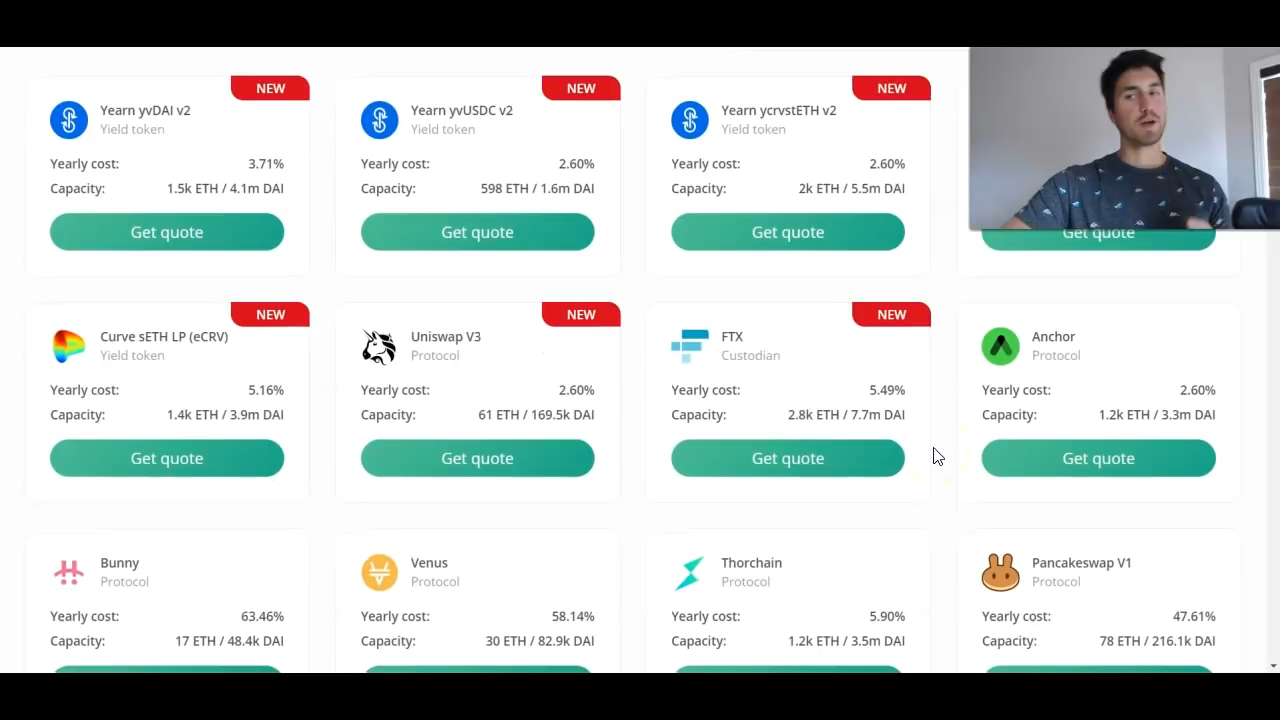 NEW
Yearn yvDAI v2
Yield token
Yearly cost: 3.71%
Capacity: 1.5k ETH / 4.1m DAI
Get quote
NEW
Yearn yvUSDC v2
Yield token
Yearly cost: 2.60%
Capacity: 598 ETH / 1.6m DAI
Get quote
NEW
Yearn ycrvstETH v2
Yield token
Yearly cost: 2.60%
Capacity: 2k ETH / 5.5m DAI
Get quote
Get quote
NEW
Curve sETH LP (eCRV)
Yield token
Yearly cost: 5.16%
Capacity: 1.4k ETH / 3.9m DAI
Get quote
NEW
Uniswap V3
Protocol
Yearly cost: 2.60%
Capacity: 61 ETH / 169.5k DAI
Get quote
NEW
FTX
Custodian
Yearly cost: 5.49%
Capacity: 2.8k ETH / 7.7m DAI
Get quote
Anchor
Protocol
Yearly cost: 2.60%
Capacity: 1.2k ETH / 3.3m DAI
Get quote
Bunny
Protocol
Yearly cost: 63.46%
Capacity: 17 ETH / 48.4k DAI
Venus
Protocol
Yearly cost: 58.14%
Capacity: 30 ETH / 82.9k DAI
Thorchain
Protocol
Yearly cost: 5.90%
Capacity: 1.2k ETH / 3.5m DAI
Pancakeswap V1
Protocol
Yearly cost: 47.61%
Capacity: 78 ETH / 216.1k DAI